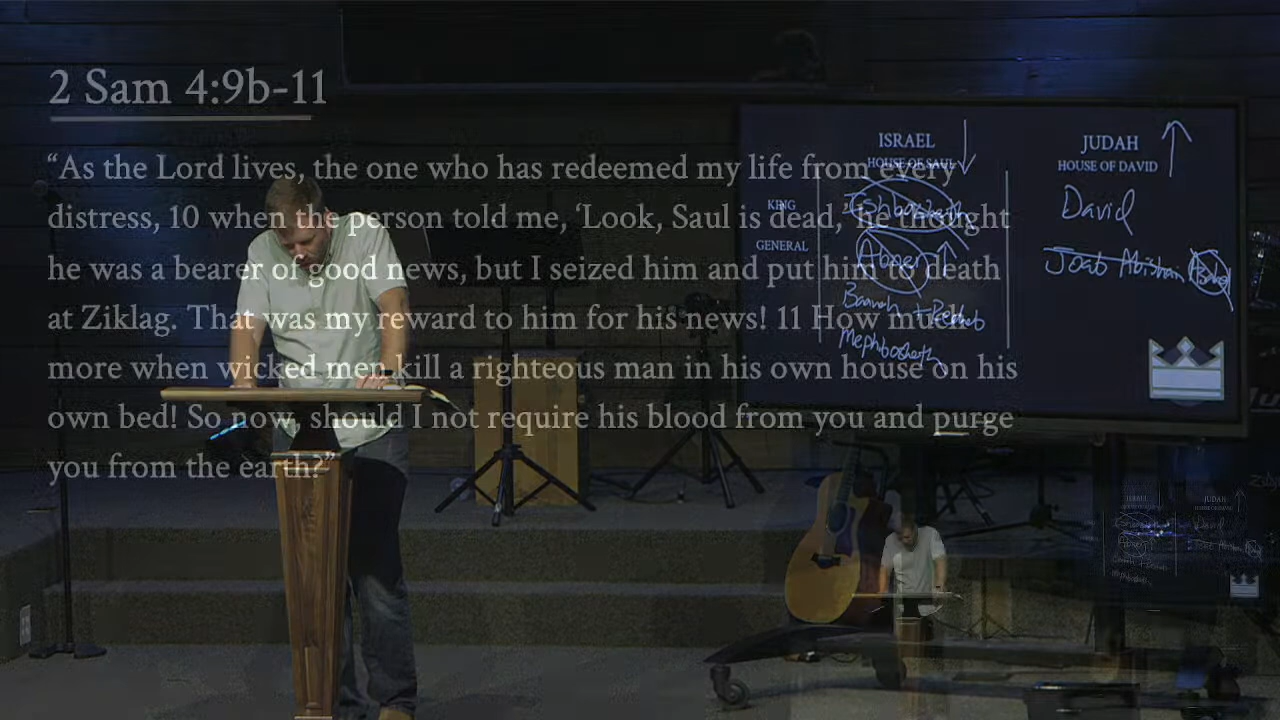 2 Sam 4:9b-11
“As the Lord lives, the one who has redeemed my life from every
distress, 10 when the person told me, ‘Look, Saul is dead,’ he thought
he was a bearer of good news, but I seized him and put him to death
at Ziklag. That was my reward to him for his news! 11 How much
more when wicked men kill a righteous man in his own house on his
own bed! So now, should I not require his blood from you and purge
you from the earth?”
ISRAEL
HOUSE OF SAUL
KING
Ishbosheth
GENERAL
Abner
Baanah + Rechab
Mephibosheth
JUDAH
HOUSE OF DAVID
David
Joab Abishai